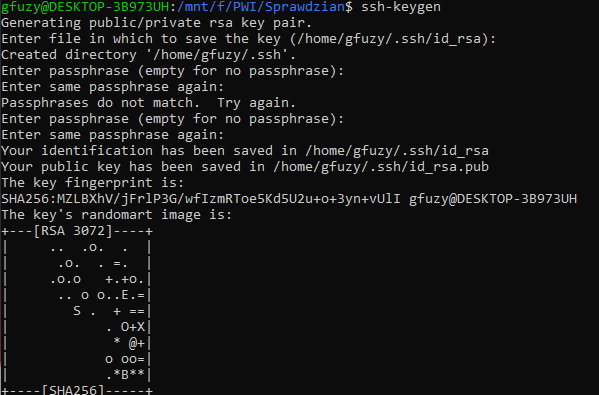 gfuzy@DESKTOP-3B973UH:/mnt/f/PWI/Sprawdzian$ ssh-keygen
Generating public/private rsa key pair.
Enter file in which to save the key (/home/gfuzy/.ssh/id_rsa):
Created directory '/home/gfuzy/.ssh'.
Enter passphrase (empty for no passphrase):
Enter same passphrase again:
Passphrases do not match.  Try again.
Enter passphrase (empty for no passphrase):
Enter same passphrase again:
Your identification has been saved in /home/gfuzy/.ssh/id_rsa
Your public key has been saved in /home/gfuzy/.ssh/id_rsa.pub
The key fingerprint is:
SHA256:MZLBXhV/jFrlP3G/wfIzmRToe5Kd5U2u+o+3yn+vUlI gfuzy@DESKTOP-3B973UH
The key's randomart image is:
+---[RSA 3072]----+
|     ..  .o.  .  |
|      .o.  . =.  |
|     .o.o   +.+o.|
|      .. o o..E.=|
|        S .  + ==|
|            . O+X|
|             * @+|
|            o oo=|
|            .*B**|
+----[SHA256]-----+